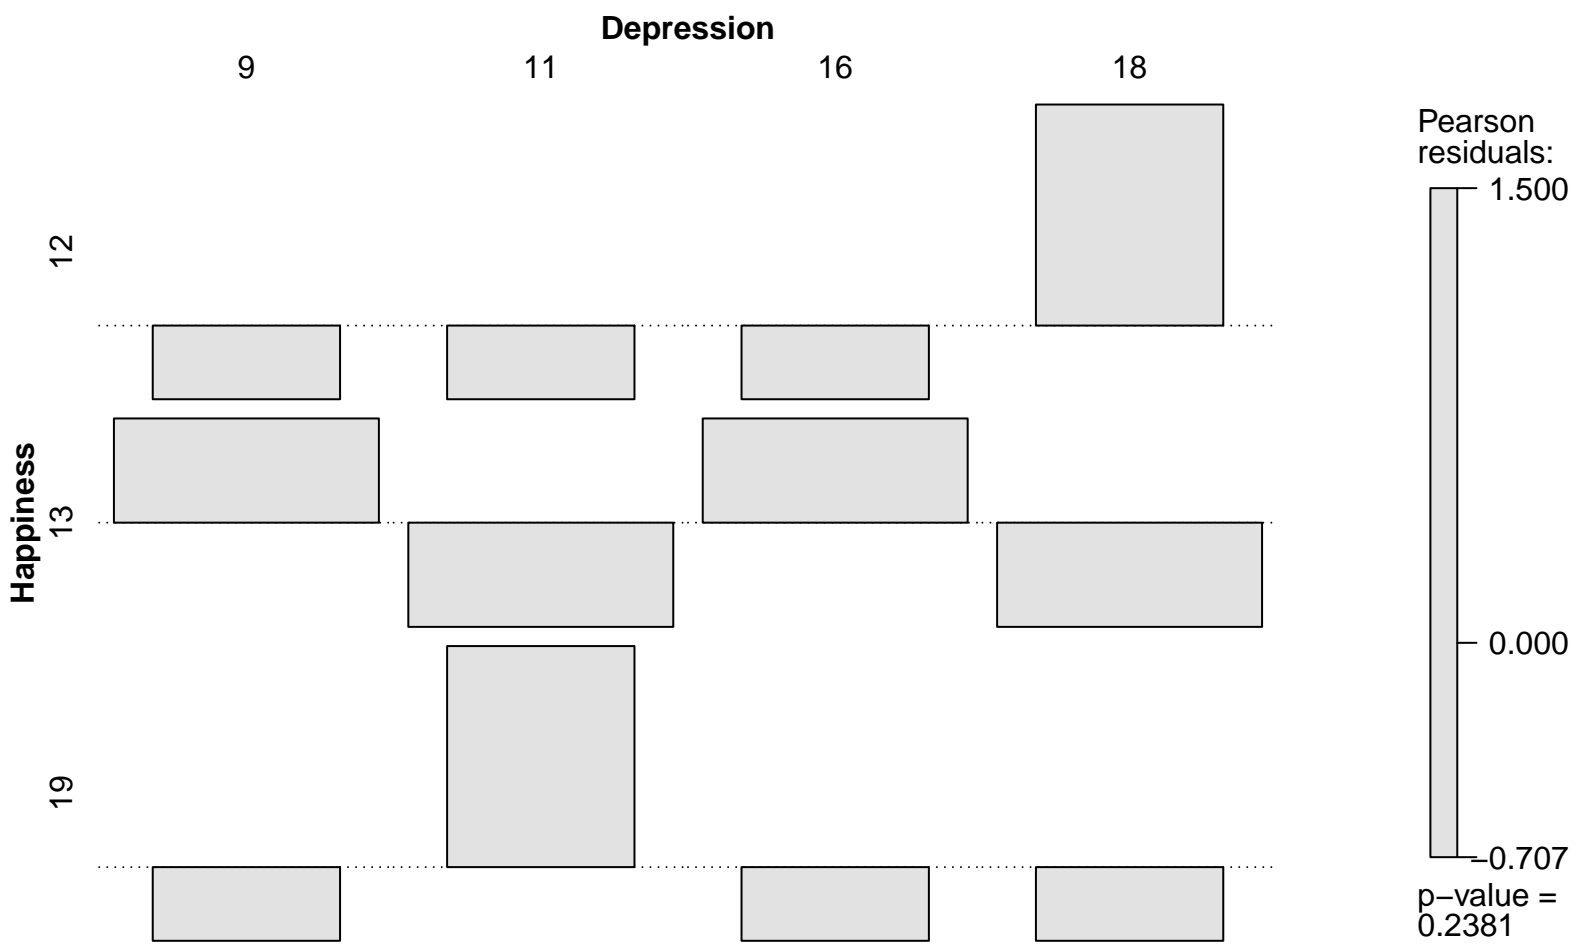 Depression
9 11 16 18
Happiness
12
13
19
Pearson
residuals:
1.500
0.000
−0.707
p−value =
0.2381